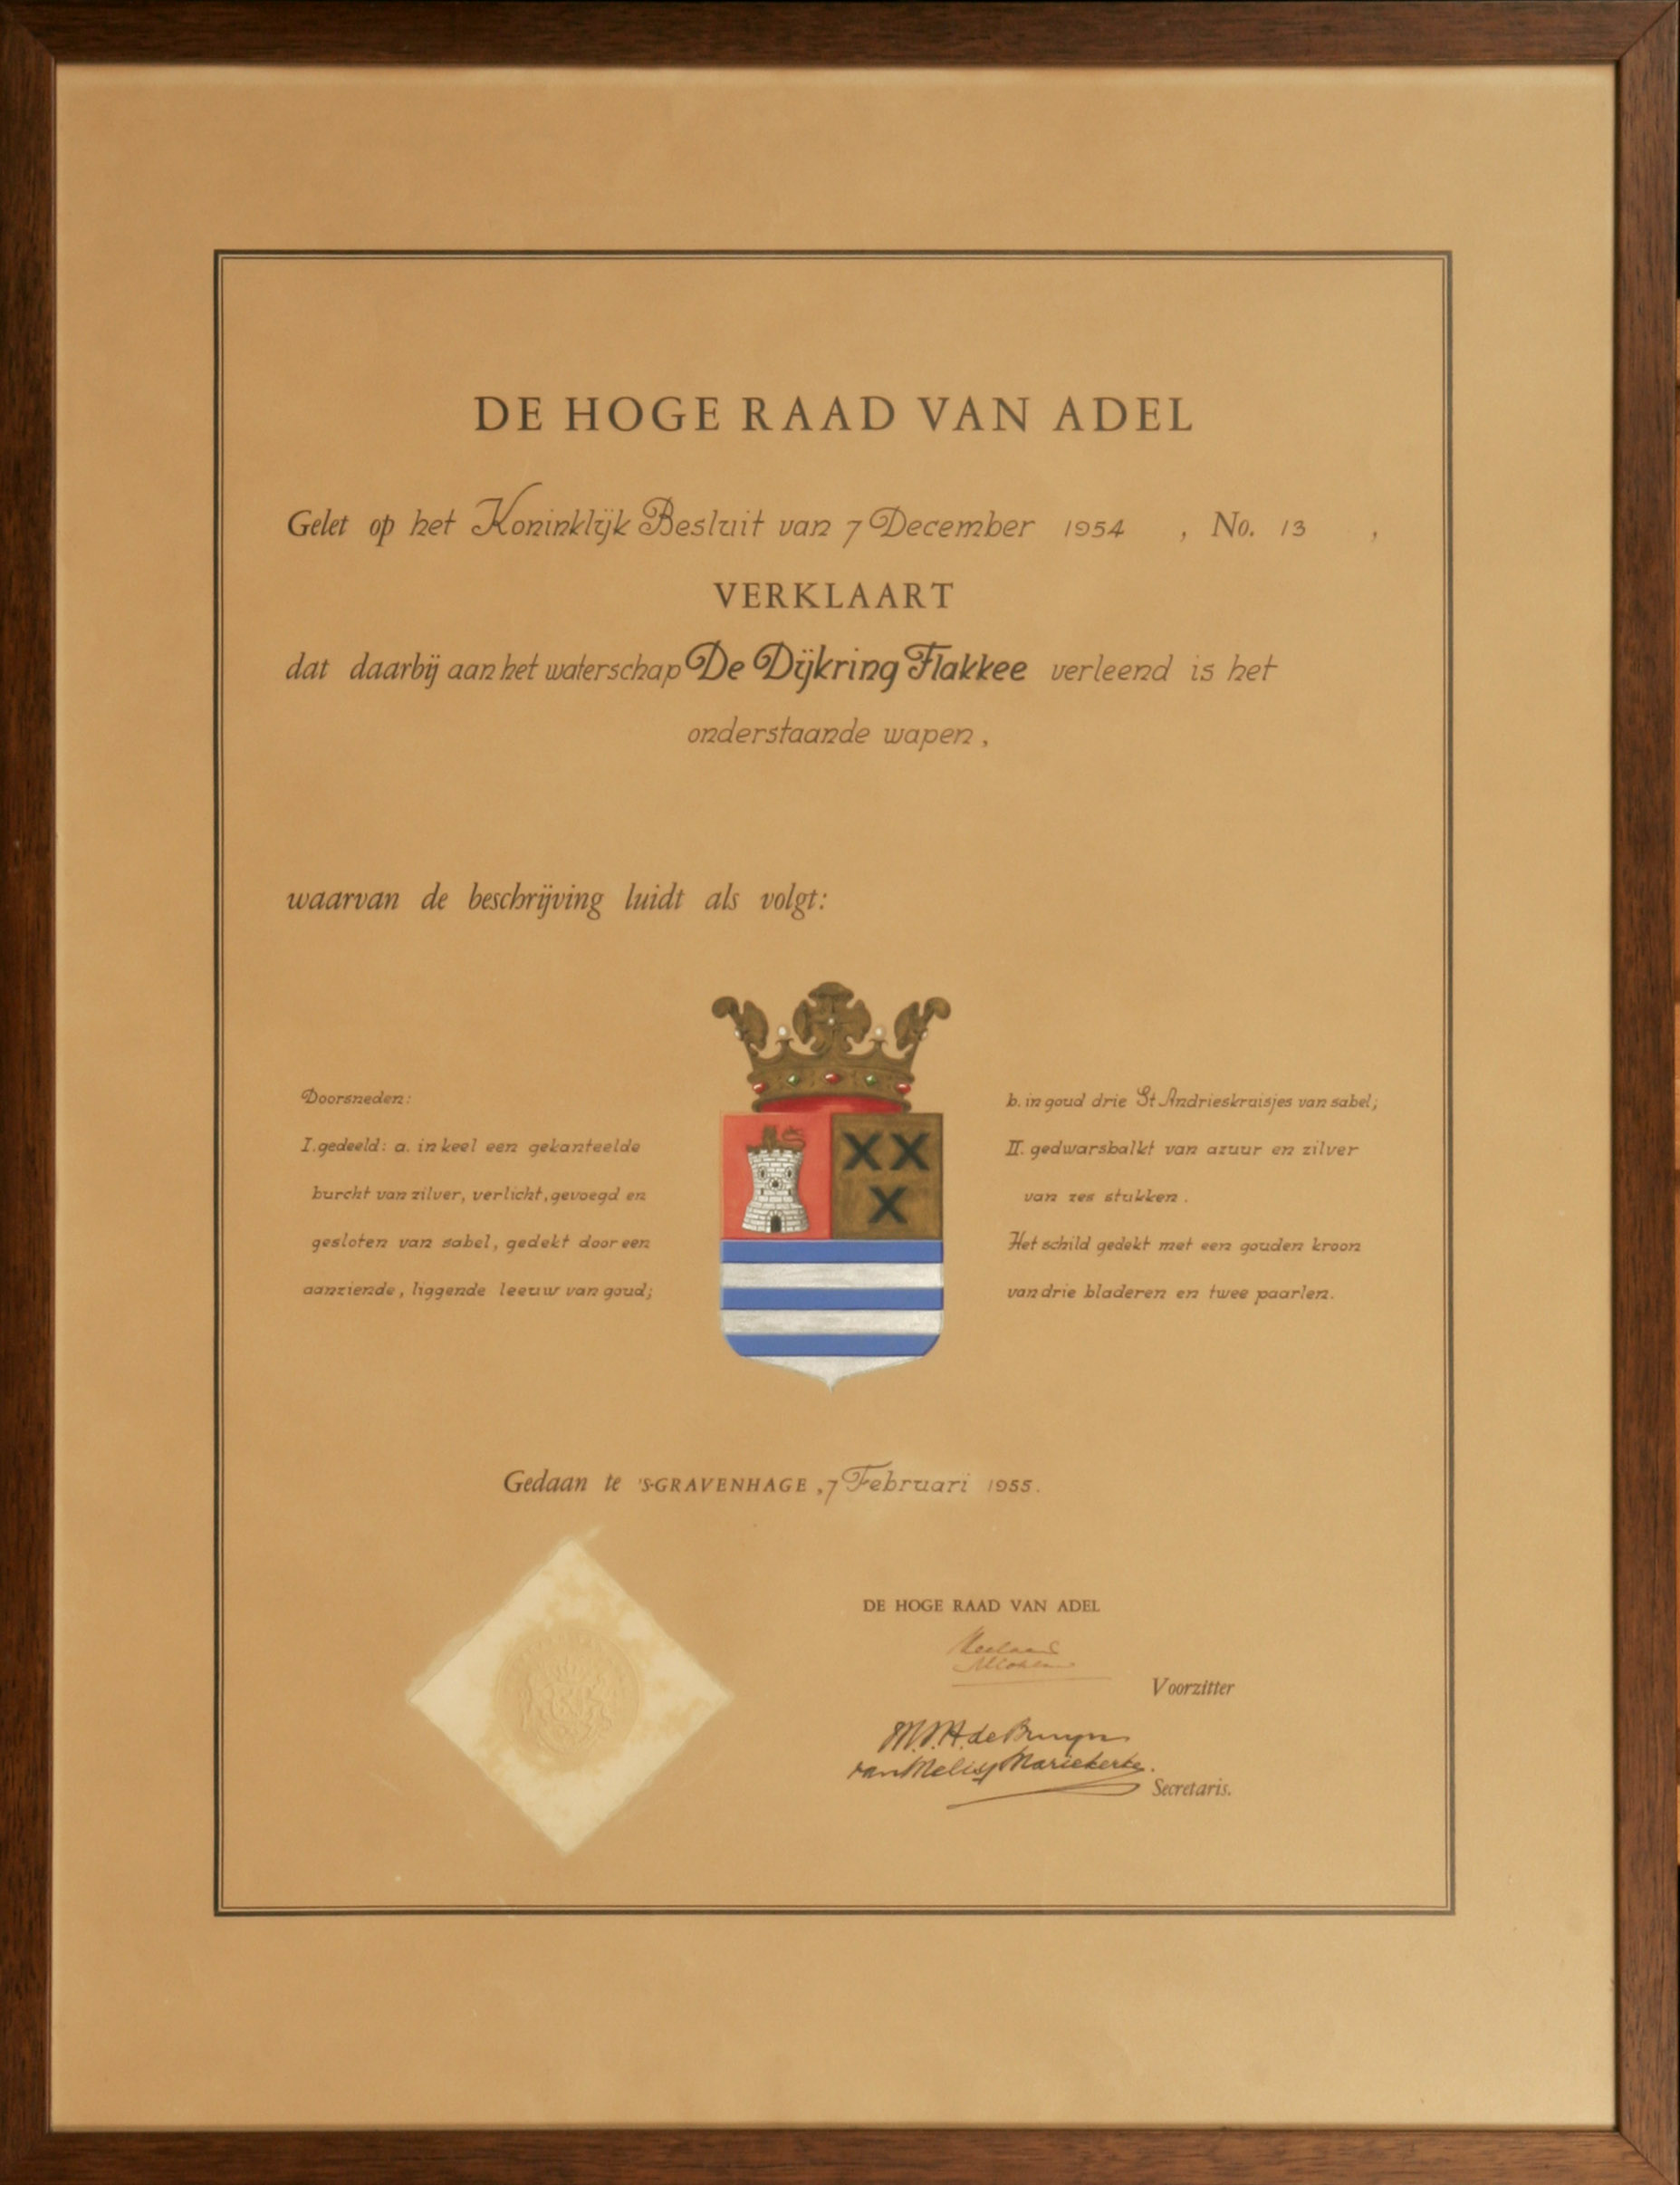 DE HOGE RAAD VAN ADEL
Gelet op het Koninklijk Besluit van 7 December 1954 , No. 13 ,
VERKLAART
dat daarbij aan het waterschap De Dijkring Flakkee verleend is het
onderstaande wapen,
waarvan de beschrijving luidt als volgt:
Doorsneden:
I. gedeeld: a. in keel een gekanteelde
burcht van zilver, verlicht, gevoegd en
gesloten van sabel, gedekt door een
aanziende, liggende leeuw van goud;
b. in goud drie St Andrieskruisjes van sabel;
II. gedwarsbalkt van azuur en zilver
van zes stukken.
Het schild gedekt met een gouden kroon
van drie bladeren en twee paarlen.
Gedaan te 'S-GRAVENHAGE, 7 Februari 1955.
DE HOGE RAAD VAN ADEL
Voorzitter
de Bruyn
van Melis Mariekerke.
Secretaris.